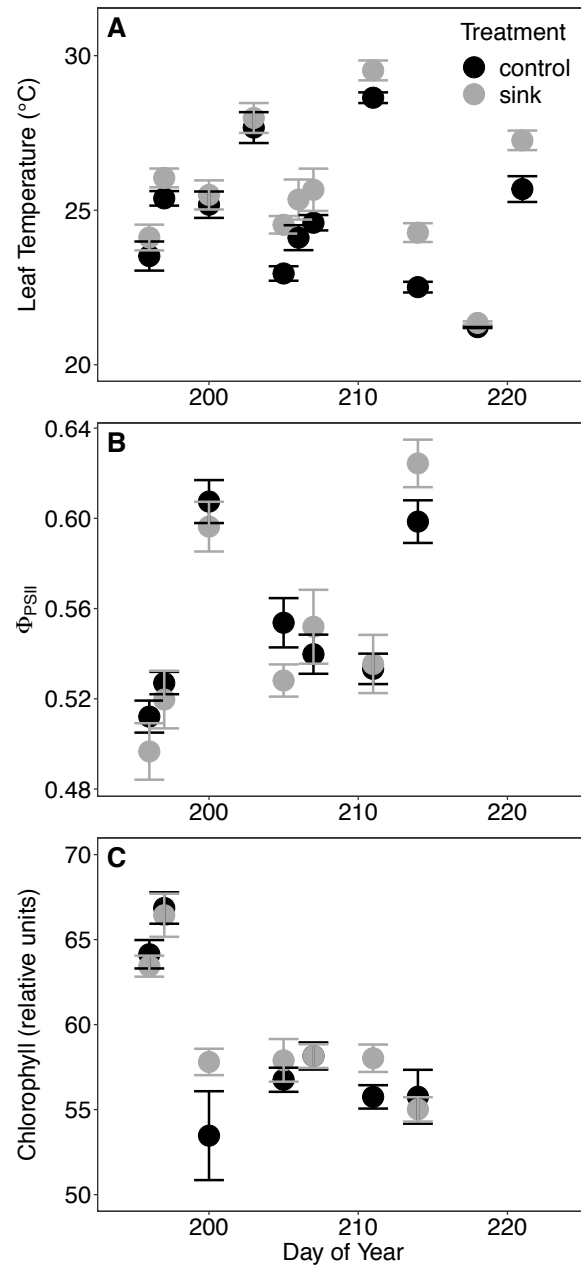 A
Treatment
control
sink
Leaf Temperature (°C)
30
25
20
200
210
220
B
Φ_PSII
0.64
0.60
0.56
0.52
0.48
200
210
220
C
Chlorophyll (relative units)
70
65
60
55
50
200
210
220
Day of Year